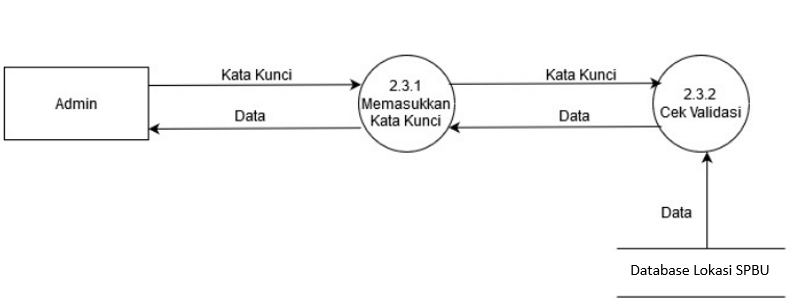 Kata Kunci
Kata Kunci
2.3.1
Memasukkan
Kata Kunci
2.3.2
Cek Validasi
Admin
Data
Data
Data
Database Lokasi SPBU